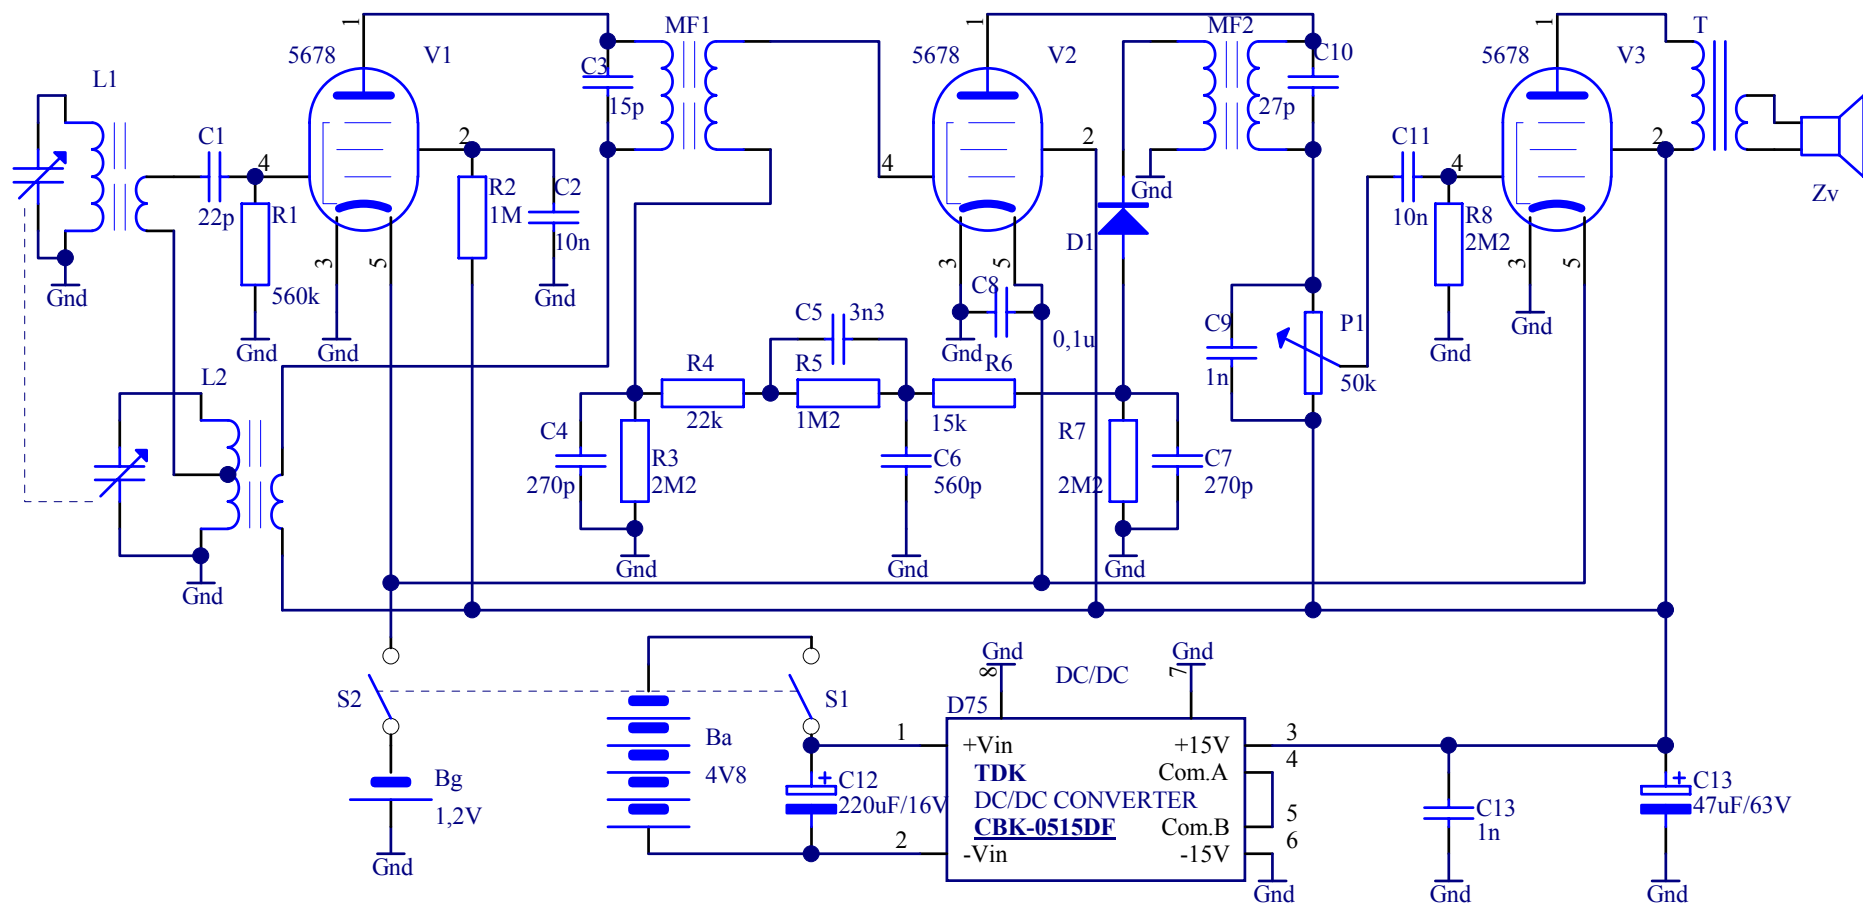 L1
C1
22p
4
R1
560k
Gnd
Gnd
1
5678
V1
2
3
5
Gnd
R2
1M
C2
10n
Gnd
C3
15p
MF1
L2
Gnd
C4
270p
R3
2M2
Gnd
R4
22k
C5
3n3
R5
1M2
R6
15k
C6
560p
Gnd
1
5678
V2
4
2
3
5
C8
Gnd
0,1u
MF2
Gnd
D1
R7
2M2
C7
270p
Gnd
C10
27p
C9
1n
P1
50k
C11
10n
4
R8
2M2
Gnd
1
5678
V3
2
3
5
Gnd
T
Zv
S2
Bg
1,2V
Gnd
Ba
4V8
S1
C12
+
220uF/16V
1
2
Gnd
8
DC/DC
Gnd
7
D75
+Vin
+15V
TDK
Com.A
DC/DC CONVERTER
CBK-0515DF
Com.B
-Vin
-15V
3
4
5
6
Gnd
C13
1n
Gnd
+
C13
47uF/63V
Gnd